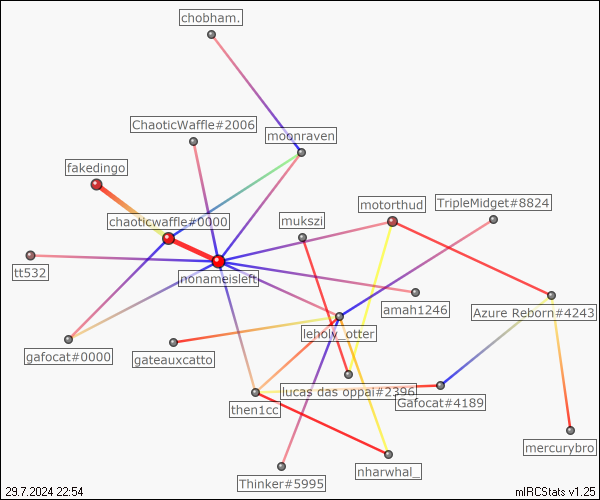 chobham.
ChaoticWaffle#2006
moonraven
fakedingo
chaoticwaffle#0000
mukszi
motorthud
TripleMidget#8824
tt532
nonameisleft
amah1246
Azure Reborn#4243
leholy_otter
gafocat#0000
gateauxcatto
lucas das oppai#2396
Gafocat#4189
then1cc
mercurybro
nharwhal_
Thinker#5995
29.7.2024 22:54
mIRCStats v1.25